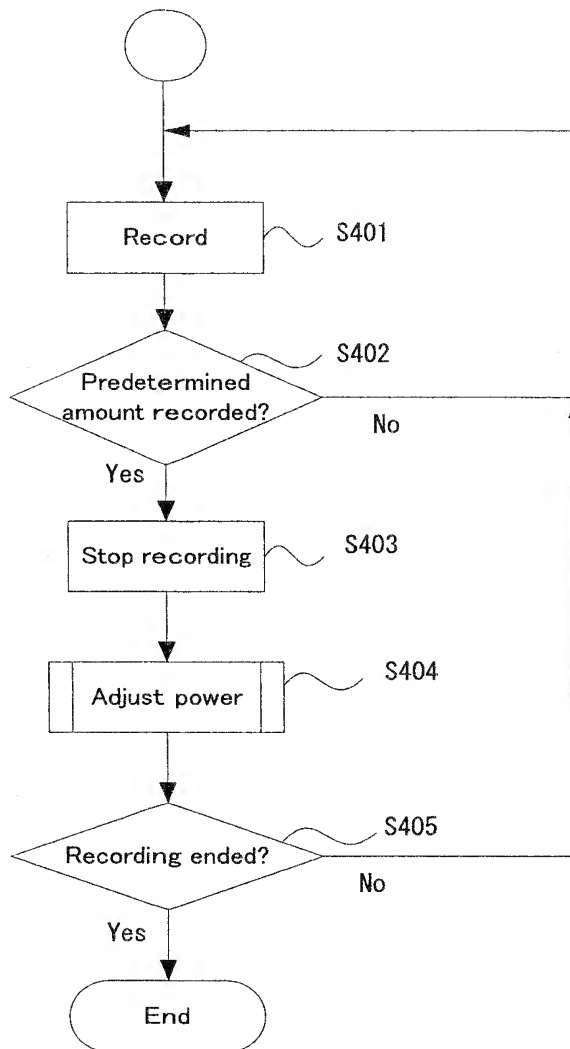 Record
S401
S402
Predetermined
amount recorded?
No
Yes
Stop recording
S403
Adjust power
S404
S405
Recording ended?
No
Yes
End